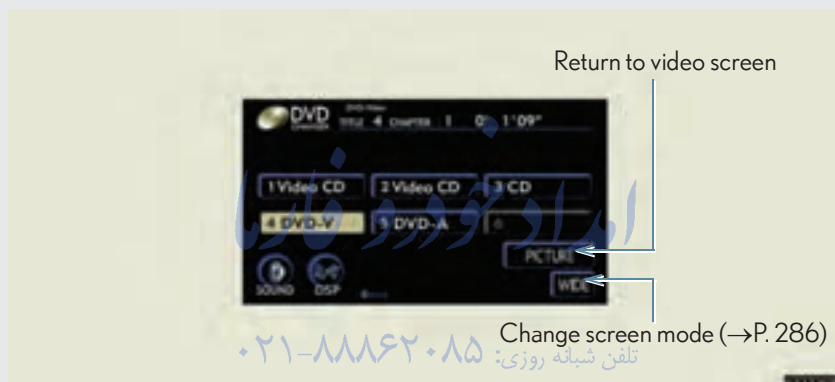 Return to video screen
DVD
CHANGER
DVD-Video
TITLE 4 CHAPTER 1 0° 1'09"
1 Video CD 2 Video CD 3 CD
4 DVD-V 5 DVD-A 6
امداد خودرو فارما
PICTURE
SOUND DSP WIDE
Change screen mode (→P. 286)
تلفن شبانه روزی: ۰۲۱-۸۸۸۶۲۰۸۵